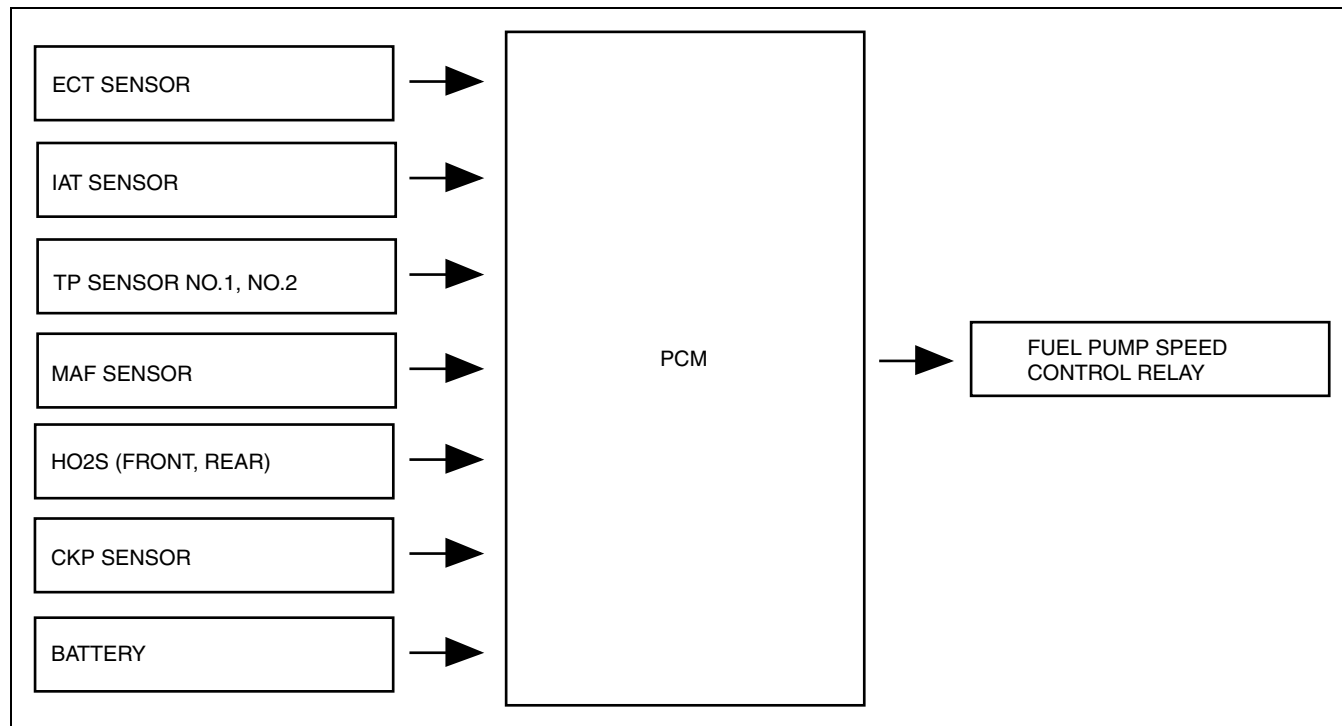 ECT SENSOR
IAT SENSOR
TP SENSOR NO.1, NO.2
MAF SENSOR
HO2S (FRONT, REAR)
CKP SENSOR
BATTERY
PCM
FUEL PUMP SPEED
CONTROL RELAY